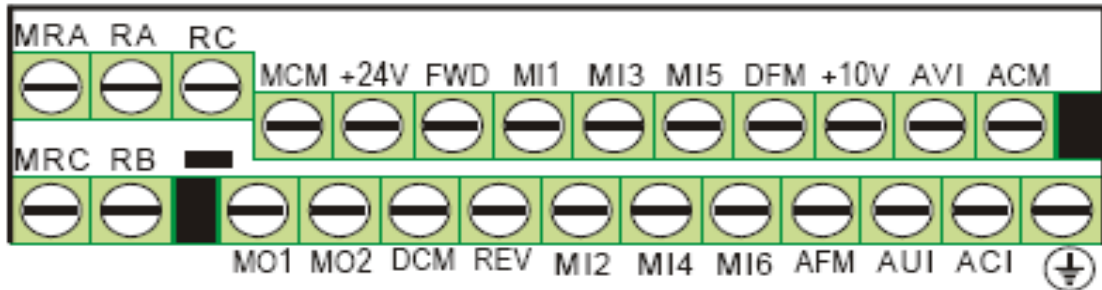 MRA RA RC
MCM +24V FWD MI1 MI3 MI5 DFM +10V AVI ACM
MRC RB
MO1 MO2 DCM REV MI2 MI4 MI6 AFM AUI ACI